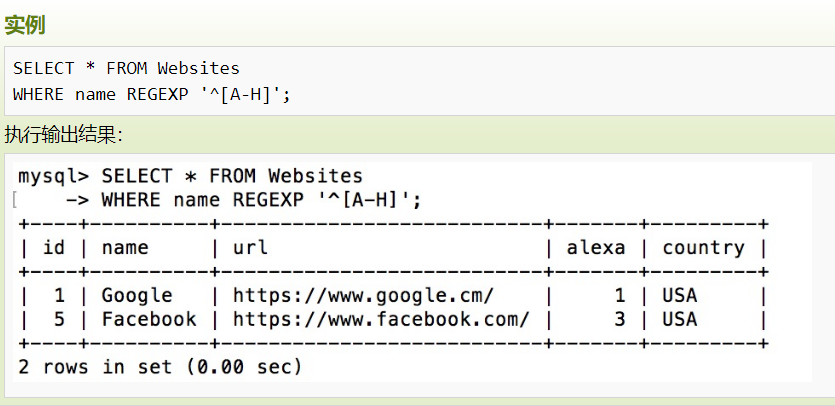 实例
SELECT * FROM Websites
WHERE name REGEXP '^[A-H]';
执行输出结果：
mysql> SELECT * FROM Websites
[    -> WHERE name REGEXP '^[A-H]';
+----+----------+---------------------------+-------+---------+
| id | name     | url                       | alexa | country |
+----+----------+---------------------------+-------+---------+
|  1 | Google   | https://www.google.cm/    |     1 | USA     |
|  5 | Facebook | https://www.facebook.com/ |     3 | USA     |
+----+----------+---------------------------+-------+---------+
2 rows in set (0.00 sec)